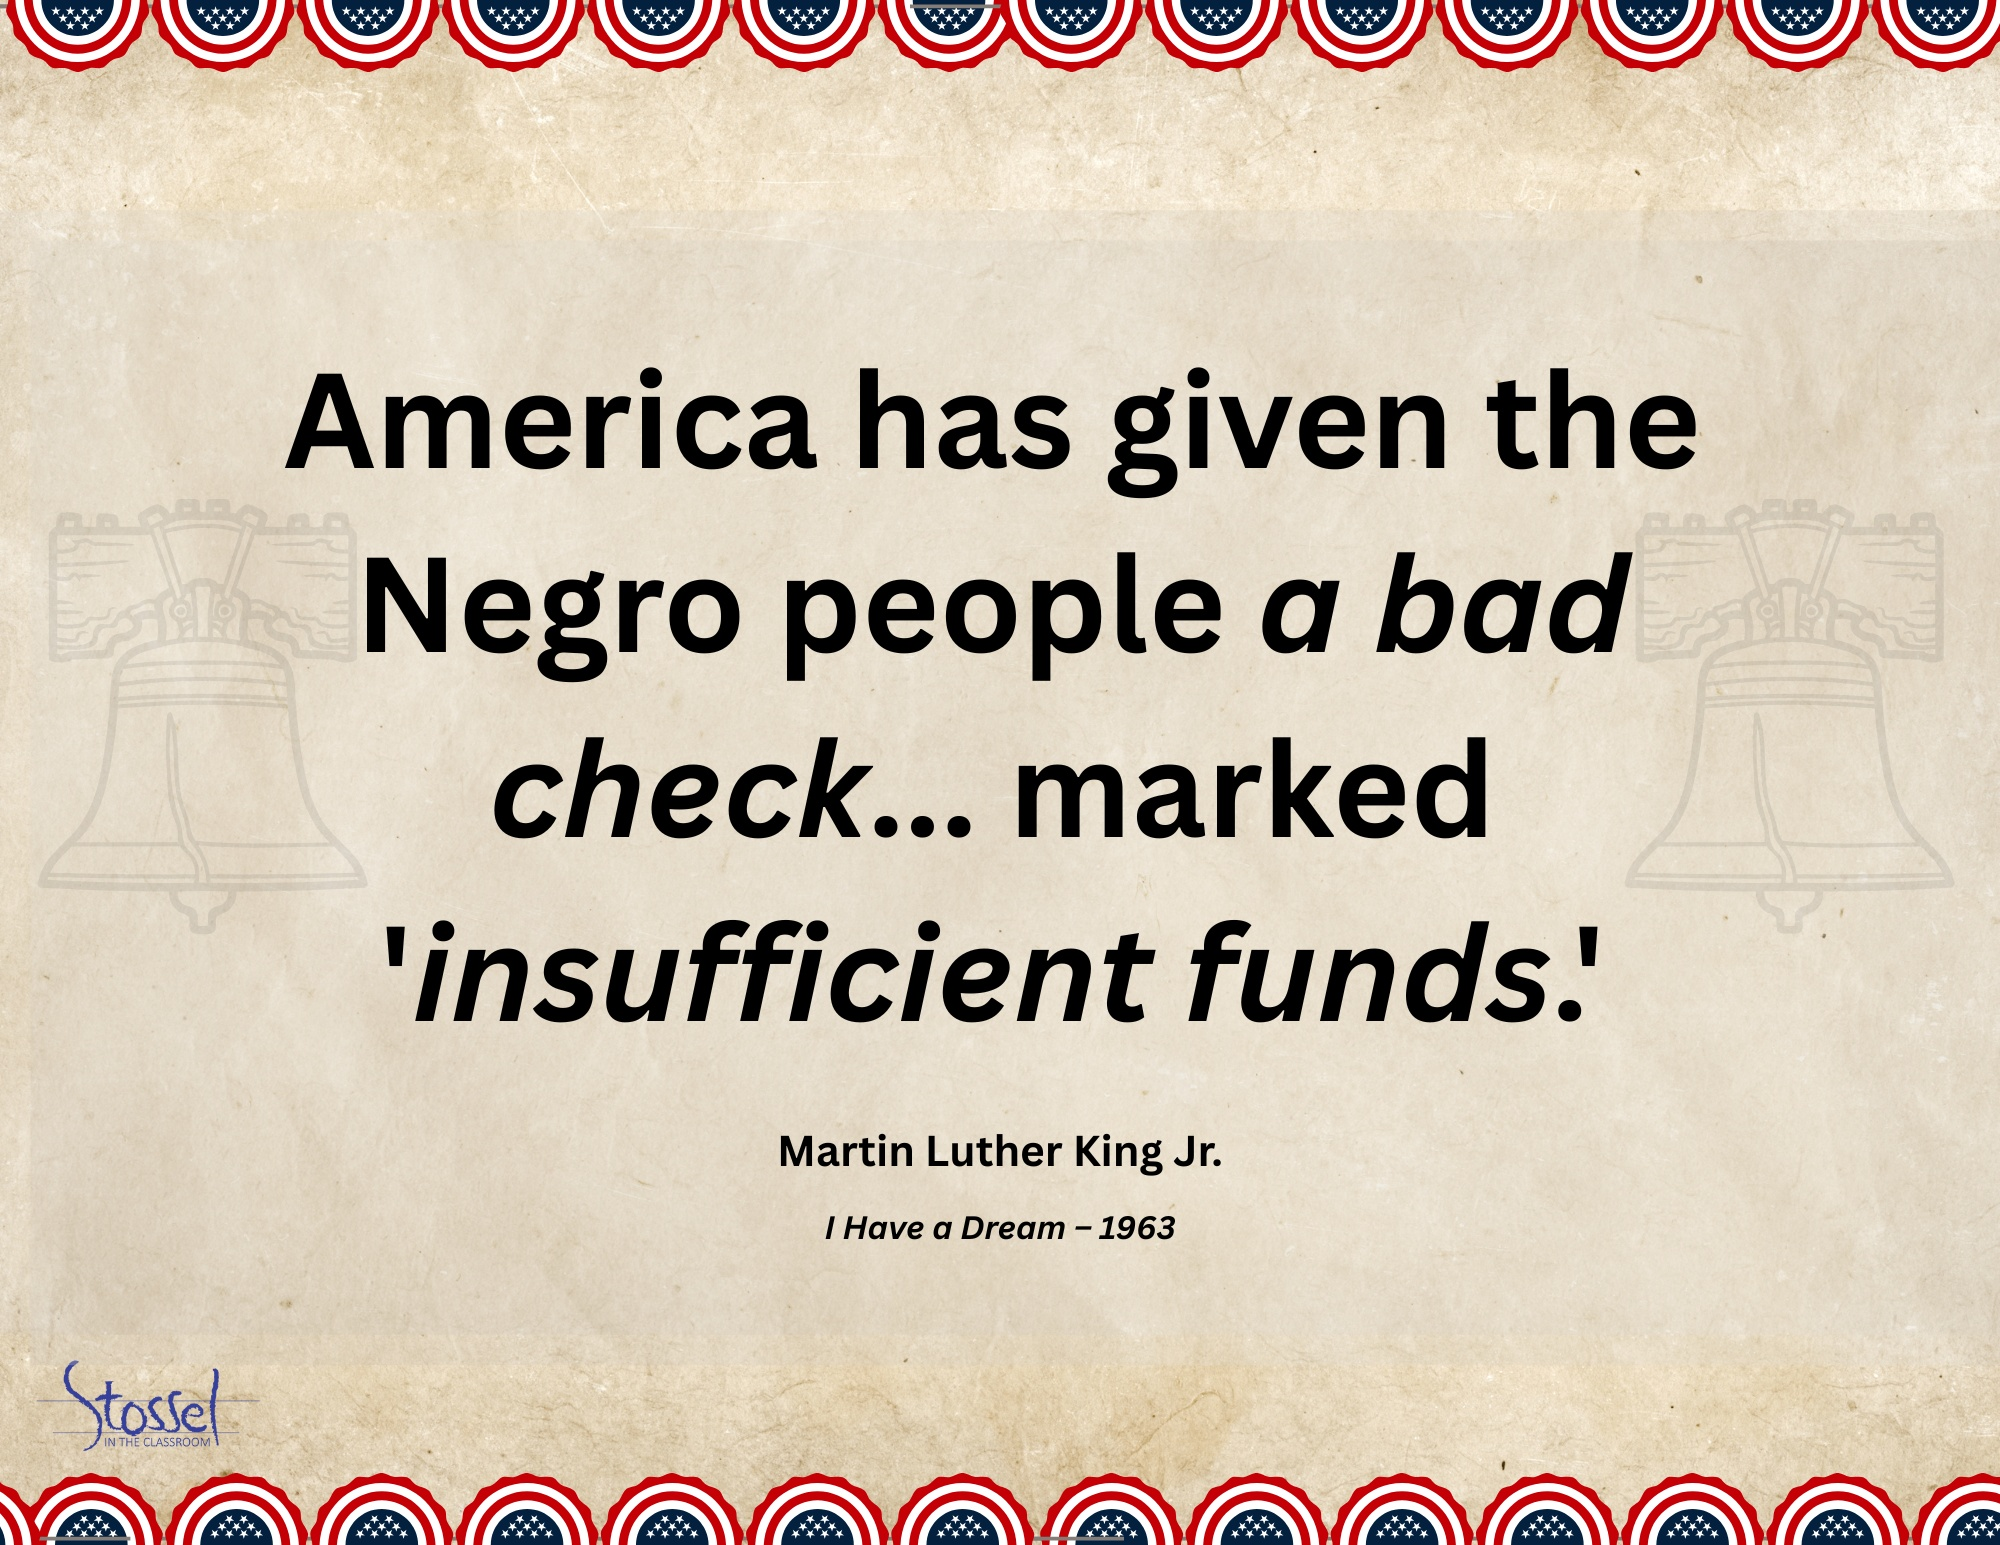 America has given the
Negro people a bad
check... marked
'insufficient funds.'
Martin Luther King Jr.
I Have a Dream – 1963
Stossel
IN THE CLASSROOM